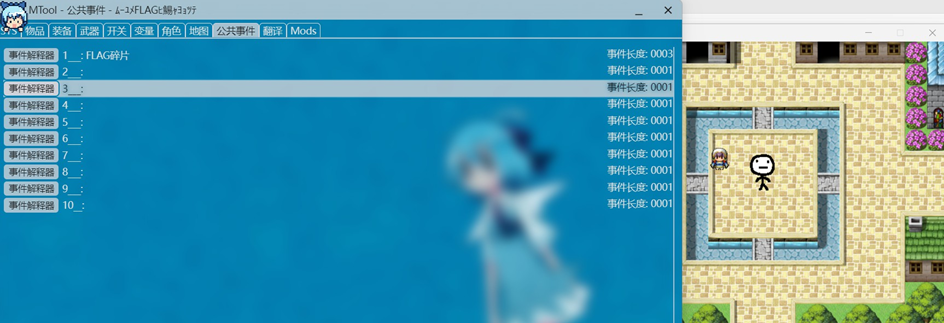 MTool - 公共事件 - ﾑｰﾕﾒFLAGﾋ鰑ｬﾖｮﾂﾃ
物品 装备 武器 开关 变量 角色 地图 公共事件 翻译 Mods
事件解释器 1__: FLAG碎片 事件长度: 0003
事件解释器 2__: 事件长度: 0001
事件解释器 3__: 事件长度: 0001
事件解释器 4__: 事件长度: 0001
事件解释器 5__: 事件长度: 0001
事件解释器 6__: 事件长度: 0001
事件解释器 7__: 事件长度: 0001
事件解释器 8__: 事件长度: 0001
事件解释器 9__: 事件长度: 0001
事件解释器 10__: 事件长度: 0001